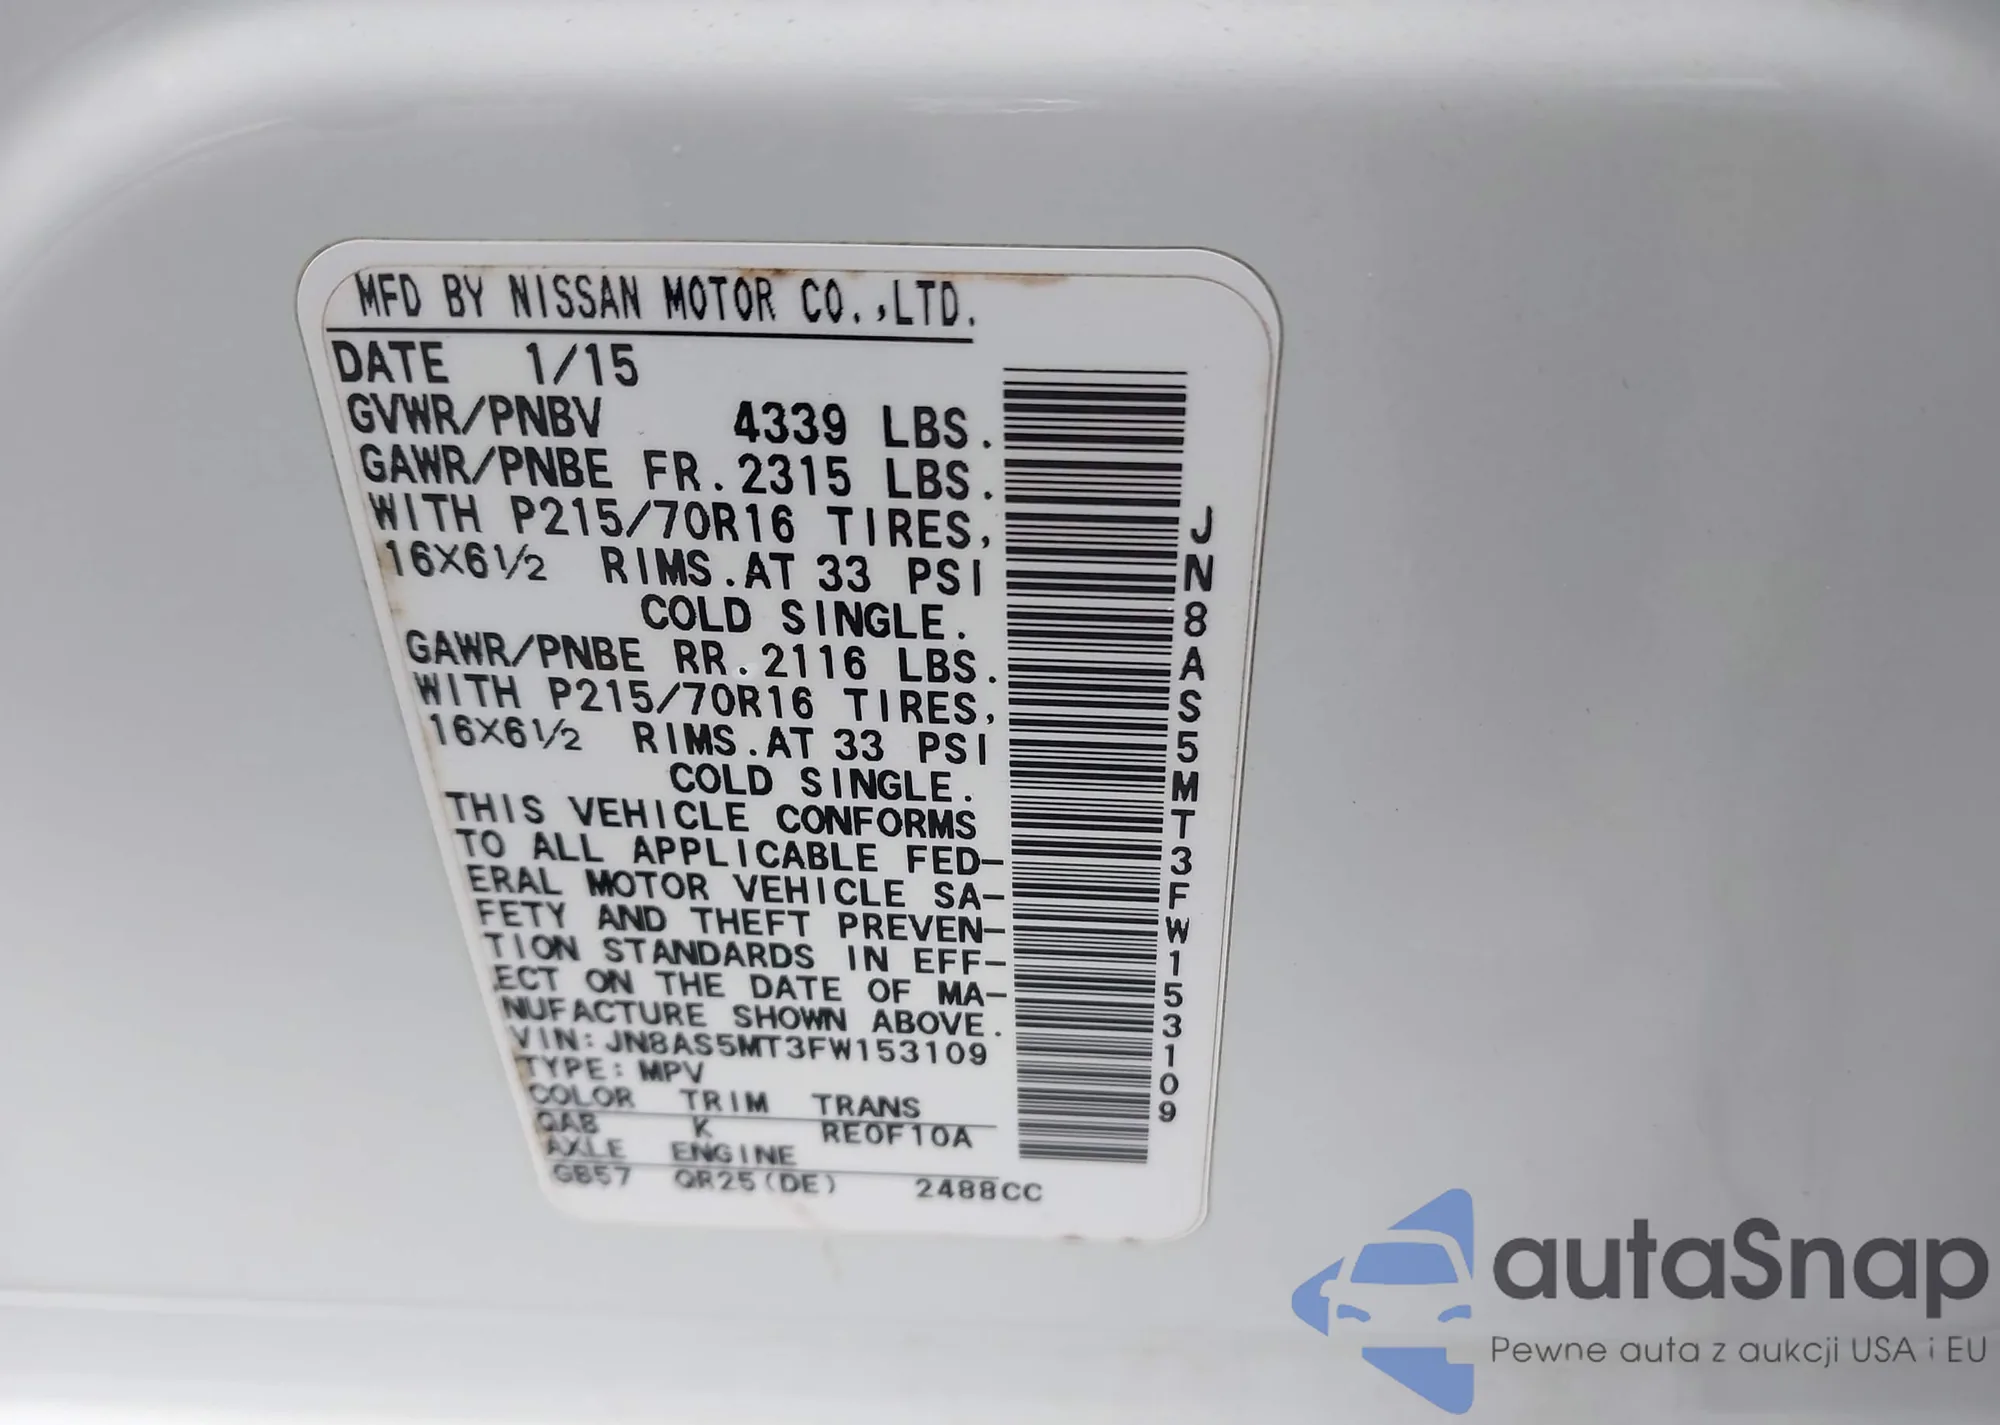 MFD BY NISSAN MOTOR CO.,LTD.
DATE 1/15
GVWR/PNBV 4339 LBS.
GAWR/PNBE FR.2315 LBS.
WITH P215/70R16 TIRES,
16X6½ RIMS.AT 33 PSI
COLD SINGLE.
GAWR/PNBE RR.2116 LBS.
WITH P215/70R16 TIRES,
16X6½ RIMS.AT 33 PSI
COLD SINGLE.
THIS VEHICLE CONFORMS
TO ALL APPLICABLE FED-
ERAL MOTOR VEHICLE SA-
FETY AND THEFT PREVEN-
TION STANDARDS IN EFF-
ECT ON THE DATE OF MA-
NUFACTURE SHOWN ABOVE.
VIN: JN8AS5MT3FW153109
TYPE: MPV
COLOR TRIM TRANS
QAB K RE0F10A
AXLE ENGINE
GB57 QR25(DE) 2488CC
JN8AS5MT3FW153109
autaSnap
Pewne auta z aukcji USA i EU